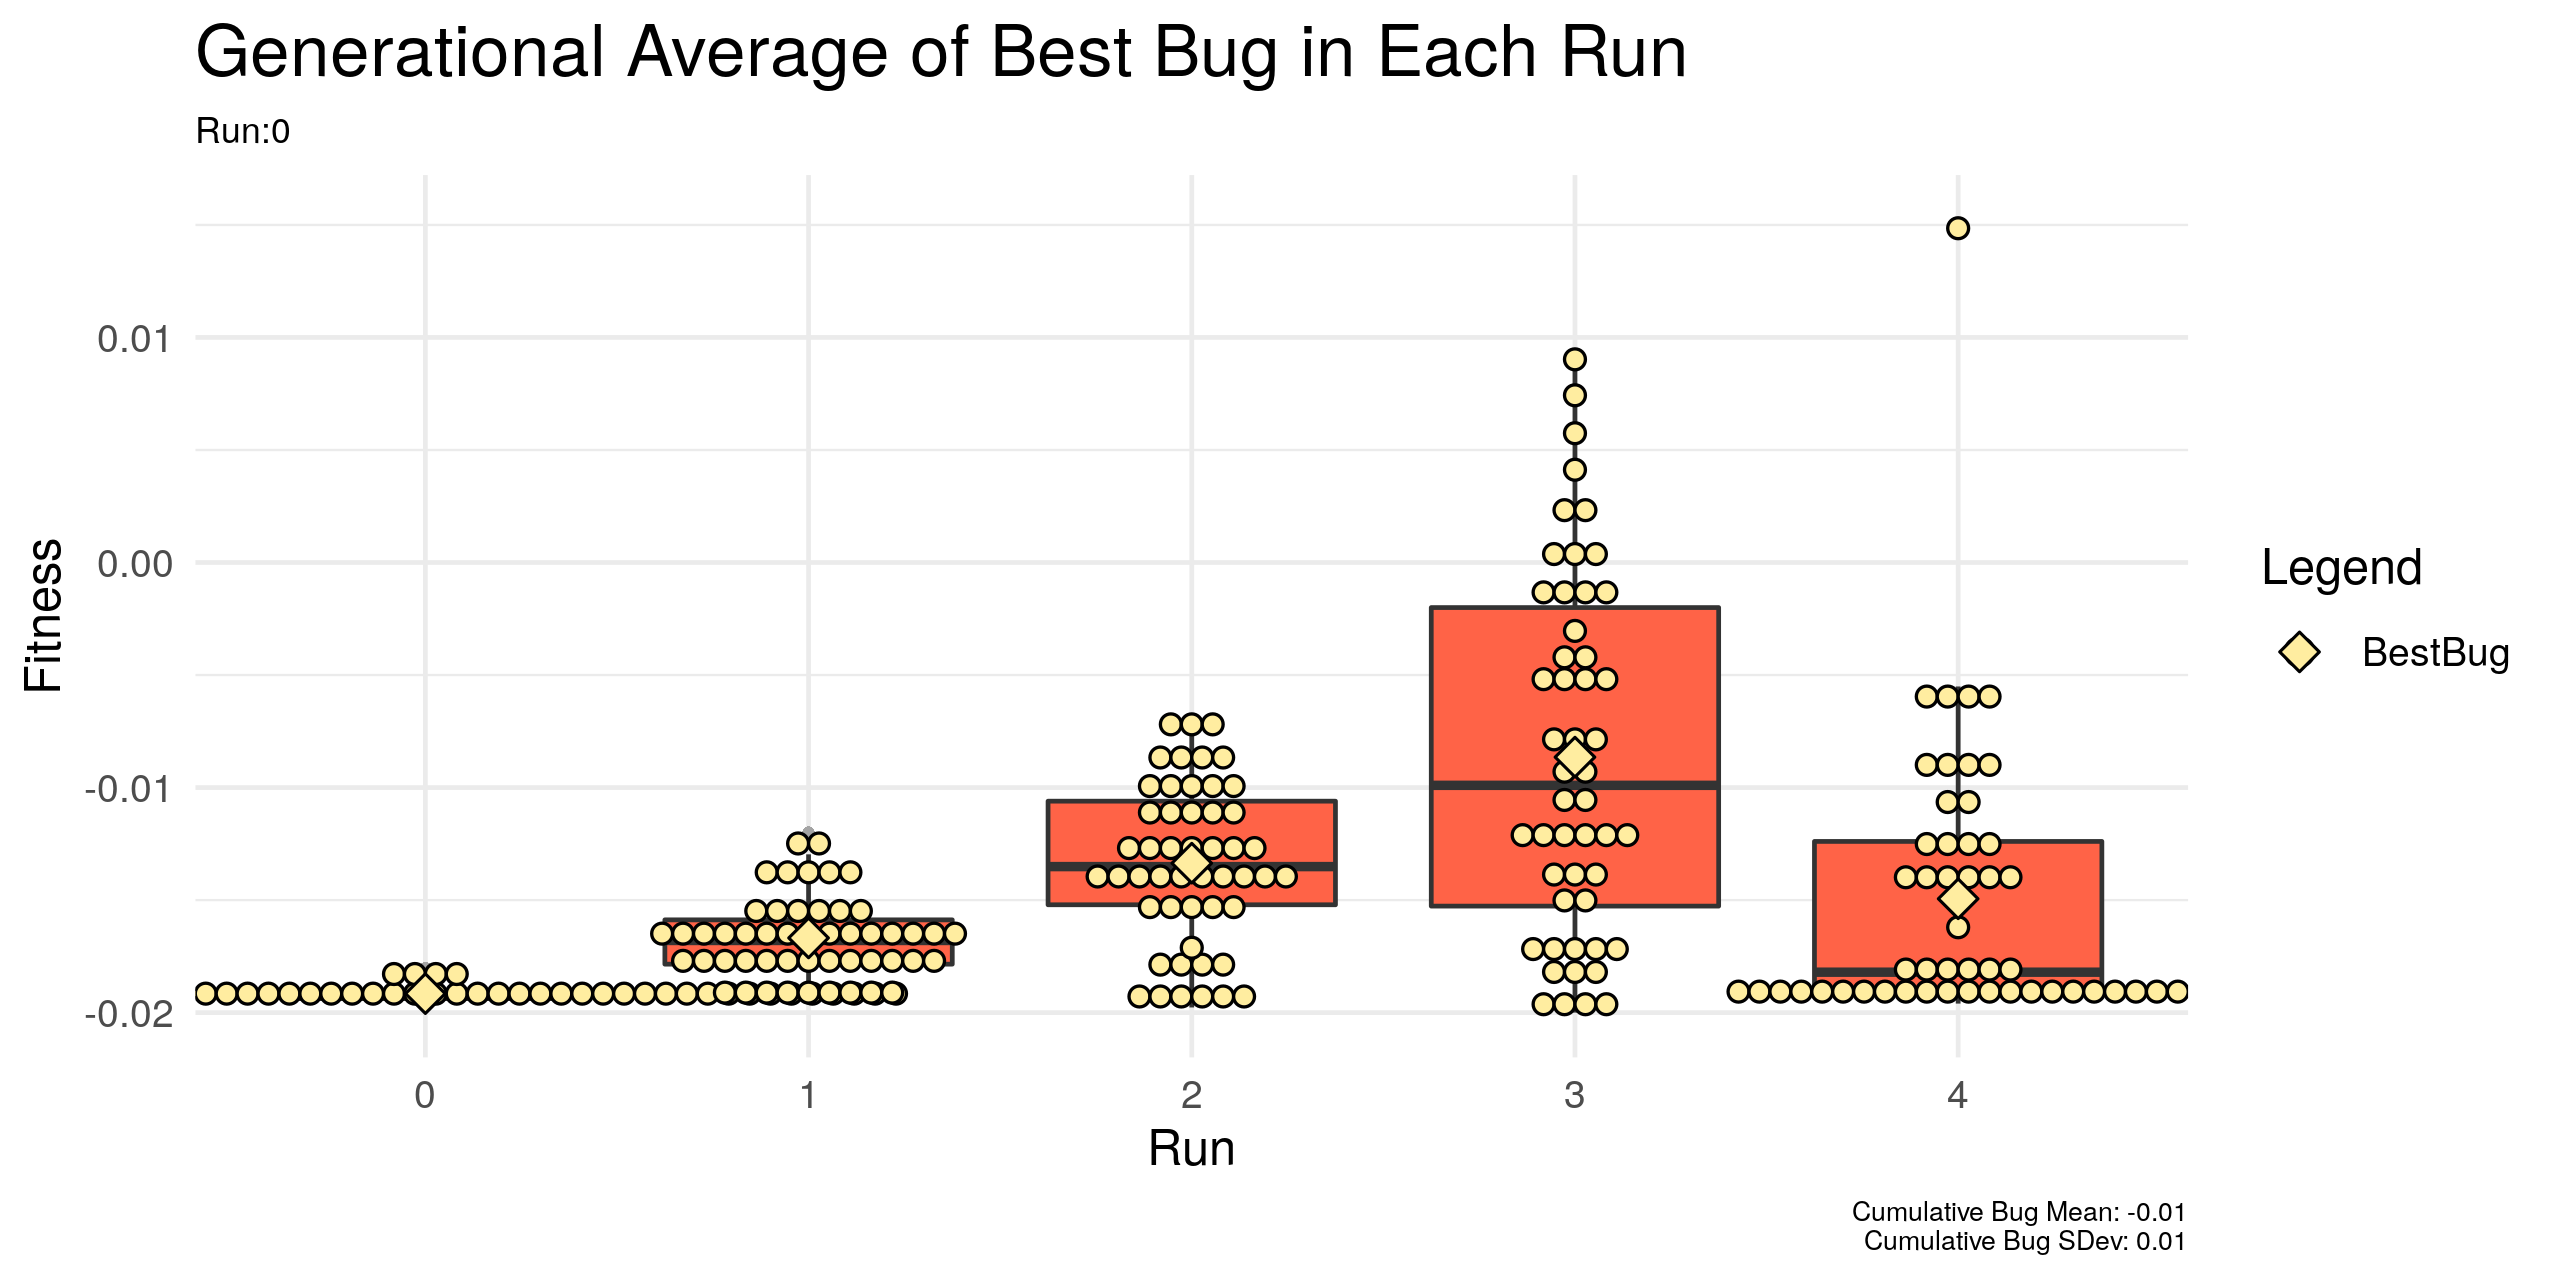 Generational Average of Best Bug in Each Run
Run:0
Fitness
0.01
0.00
-0.01
-0.02
0
1
2
3
4
Run
Legend
BestBug
Cumulative Bug Mean: -0.01
Cumulative Bug SDev: 0.01